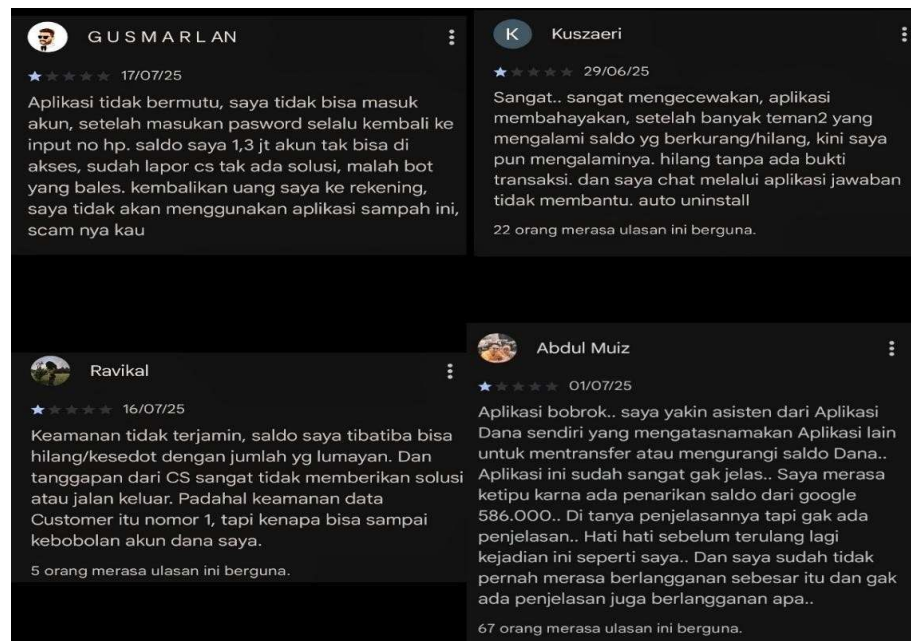 G U S M A R L A N
17/07/25
Aplikasi tidak bermutu, saya tidak bisa masuk
akun, setelah masukan pasword selalu kembali ke
input no hp. saldo saya 1,3 jt akun tak bisa di
akses, sudah lapor cs tak ada solusi, malah bot
yang bales. kembalikan uang saya ke rekening,
saya tidak akan menggunakan aplikasi sampah ini,
scam nya kau
K
Kuszaeri
29/06/25
Sangat.. sangat mengecewakan, aplikasi
membahayakan, setelah banyak teman2 yang
mengalami saldo yg berkurang/hilang, kini saya
pun mengalaminya. hilang tanpa ada bukti
transaksi. dan saya chat melalui aplikasi jawaban
tidak membantu. auto uninstall
22 orang merasa ulasan ini berguna.
Ravikal
16/07/25
Keamanan tidak terjamin, saldo saya tibatiba bisa
hilang/kesedot dengan jumlah yg lumayan. Dan
tanggapan dari CS sangat tidak memberikan solusi
atau jalan keluar. Padahal keamanan data
Customer itu nomor 1, tapi kenapa bisa sampai
kebobolan akun dana saya.
5 orang merasa ulasan ini berguna.
Abdul Muiz
01/07/25
Aplikasi bobrok.. saya yakin asisten dari Aplikasi
Dana sendiri yang mengatasnamakan Aplikasi lain
untuk mentransfer atau mengurangi saldo Dana..
Aplikasi ini sudah sangat gak jelas.. Saya merasa
ketipu karna ada penarikan saldo dari google
586.000.. Di tanya penjelasannya tapi gak ada
penjelasan.. Hati hati sebelum terulang lagi
kejadian ini seperti saya.. Dan saya sudah tidak
pernah merasa berlangganan sebesar itu dan gak
ada penjelasan juga berlangganan apa..
67 orang merasa ulasan ini berguna.